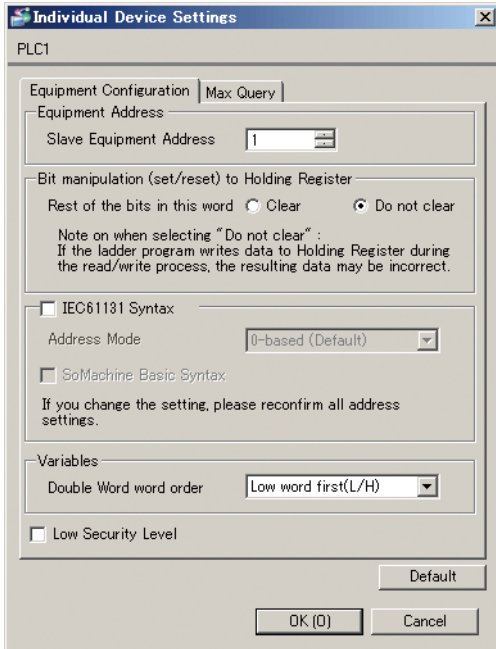 Individual Device Settings
PLC1
Equipment Configuration Max Query
Equipment Address
Slave Equipment Address 1
Bit manipulation (set/reset) to Holding Register
Rest of the bits in this word Clear Do not clear
Note on when selecting "Do not clear" :
If the ladder program writes data to Holding Register during
the read/write process, the resulting data may be incorrect.
IEC61131 Syntax
Address Mode 0-based (Default)
SoMachine Basic Syntax
If you change the setting, please reconfirm all address
settings.
Variables
Double Word word order Low word first(L/H)
Low Security Level
Default
OK (O) Cancel